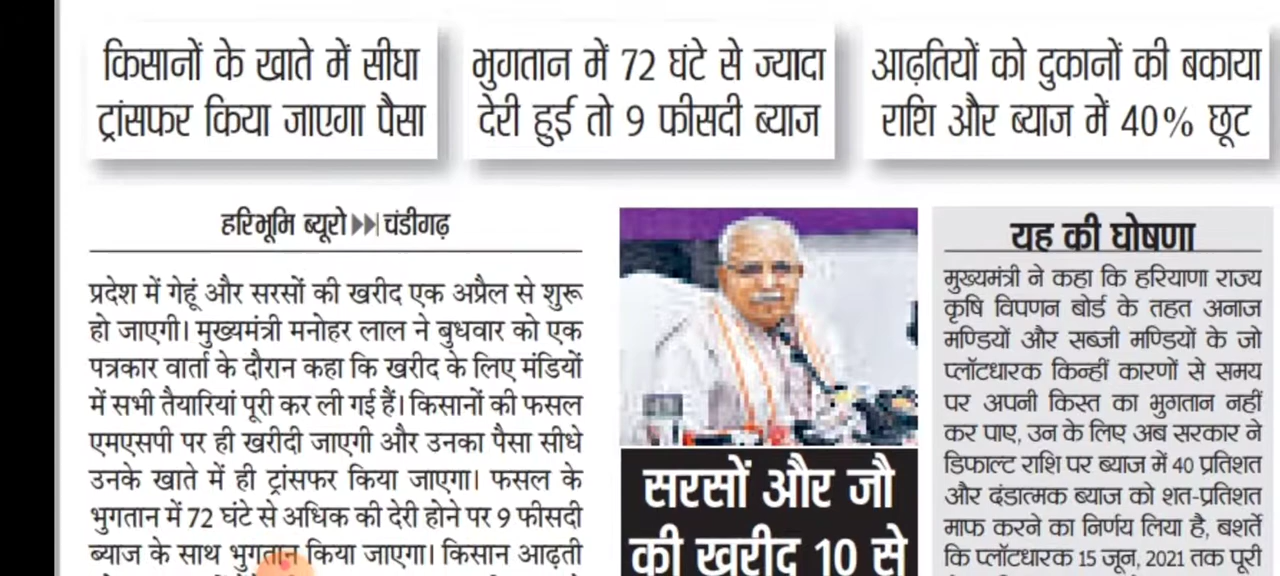 किसानों के खाते में सीधा
ट्रांसफर किया जाएगा पैसा
भुगतान में 72 घंटे से ज्यादा
देरी हुई तो 9 फीसदी ब्याज
आढ़तियों को दुकानों की बकाया
राशि और ब्याज में 40% छूट
हरिभूमि ब्यूरो चंडीगढ़
प्रदेश में गेहूं और सरसों की खरीद एक अप्रैल से शुरू
हो जाएगी। मुख्यमंत्री मनोहर लाल ने बुधवार को एक
पत्रकार वार्ता के दौरान कहा कि खरीद के लिए मंडियों
में सभी तैयारियां पूरी कर ली गई हैं। किसानों की फसल
एमएसपी पर ही खरीदी जाएगी और उनका पैसा सीधे
उनके खाते में ही ट्रांसफर किया जाएगा। फसल के
भुगतान में 72 घंटे से अधिक की देरी होने पर 9 फीसदी
ब्याज के साथ भुगतान किया जाएगा। किसान आढ़ती
सरसों और जौ
की खरीद 10 से
यह की घोषणा
मुख्यमंत्री ने कहा कि हरियाणा राज्य
कृषि विपणन बोर्ड के तहत अनाज
मण्डियों और सब्जी मण्डियों के जो
प्लॉटधारक किन्हीं कारणों से समय
पर अपनी किस्त का भुगतान नहीं
कर पाए, उन के लिए अब सरकार ने
डिफाल्ट राशि पर ब्याज में 40 प्रतिशत
और दंडात्मक ब्याज को शत-प्रतिशत
माफ करने का निर्णय लिया है, बशर्ते
कि प्लॉटधारक 15 जून, 2021 तक पूरी